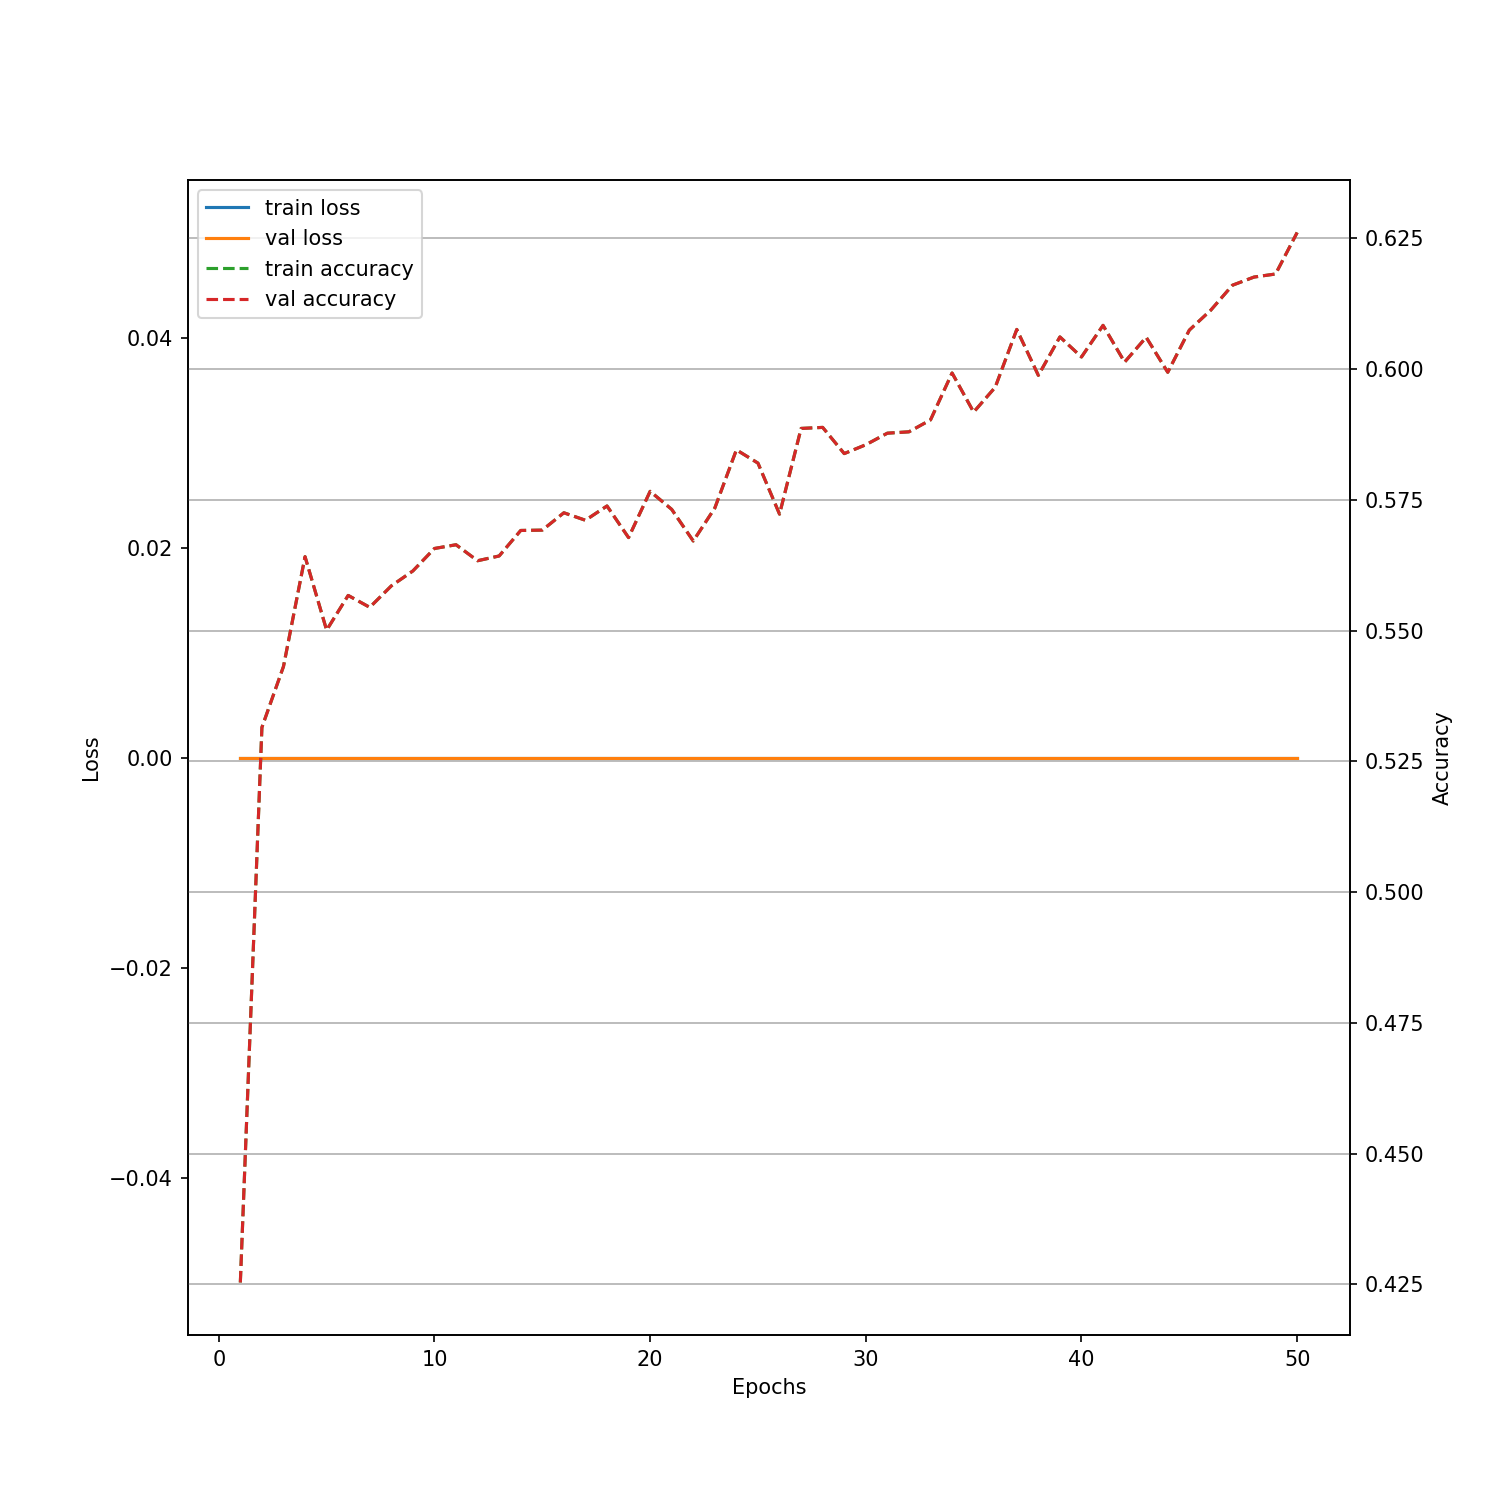 train loss
val loss
train accuracy
val accuracy
0.04
0.02
0.00
−0.02
−0.04
Loss
0.625
0.600
0.575
0.550
0.525
0.500
0.475
0.450
0.425
Accuracy
0 10 20 30 40 50
Epochs